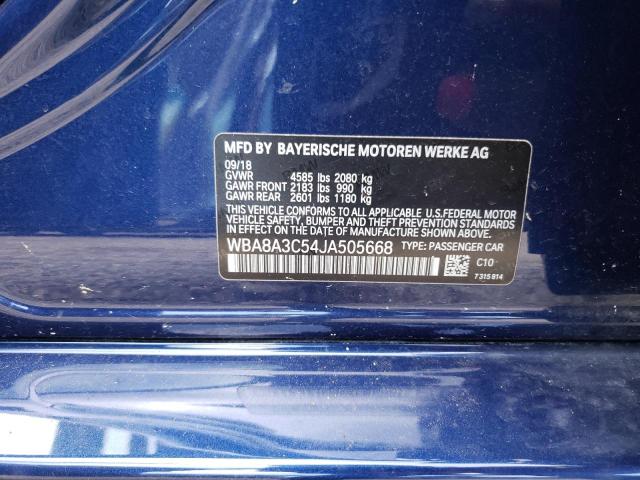 MFD BY BAYERISCHE MOTOREN WERKE AG
09/18
GVWR 4585 lbs 2080 kg
GAWR FRONT 2183 lbs 990 kg
GAWR REAR 2601 lbs 1180 kg
THIS VEHICLE CONFORMS TO ALL APPLICABLE U.S.FEDERAL MOTOR
VEHICLE SAFETY, BUMPER AND THEFT PREVENTION STANDARDS
IN EFFECT ON THE DATE OF MANUFACTURE SHOWN ABOVE.
WBA8A3C54JA505668 TYPE: PASSENGER CAR
C10
7315814